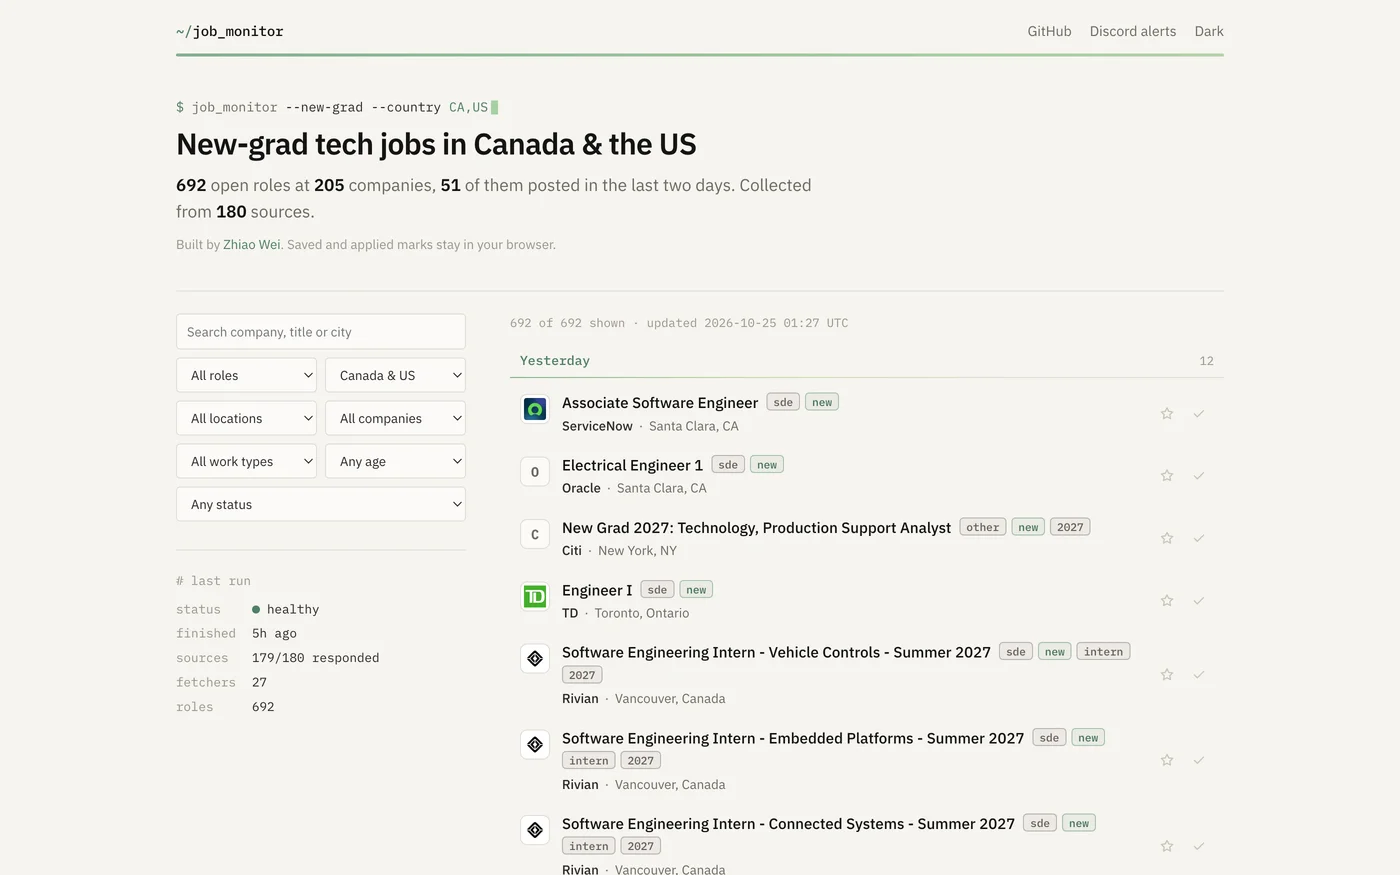 ~/job_monitor
GitHub Discord alerts Dark
$ job_monitor --new-grad --country CA,US
New-grad tech jobs in Canada & the US
692 open roles at 205 companies, 51 of them posted in the last two days. Collected
from 180 sources.
Built by Zhiao Wei. Saved and applied marks stay in your browser.
Search company, title or city
All roles Canada & US
All locations All companies
All work types Any age
Any status
# last run
status healthy
finished 5h ago
sources 179/180 responded
fetchers 27
roles 692
692 of 692 shown · updated 2026-10-25 01:27 UTC
Yesterday 12
Associate Software Engineer sde new
ServiceNow · Santa Clara, CA
O
Electrical Engineer 1 sde new
Oracle · Santa Clara, CA
C
New Grad 2027: Technology, Production Support Analyst other new 2027
Citi · New York, NY
TD
Engineer I sde new
TD · Toronto, Ontario
Software Engineering Intern - Vehicle Controls - Summer 2027 sde new intern
2027
Rivian · Vancouver, Canada
Software Engineering Intern - Embedded Platforms - Summer 2027 sde new
intern 2027
Rivian · Vancouver, Canada
Software Engineering Intern - Connected Systems - Summer 2027 sde new
intern 2027
Rivian · Vancouver, Canada